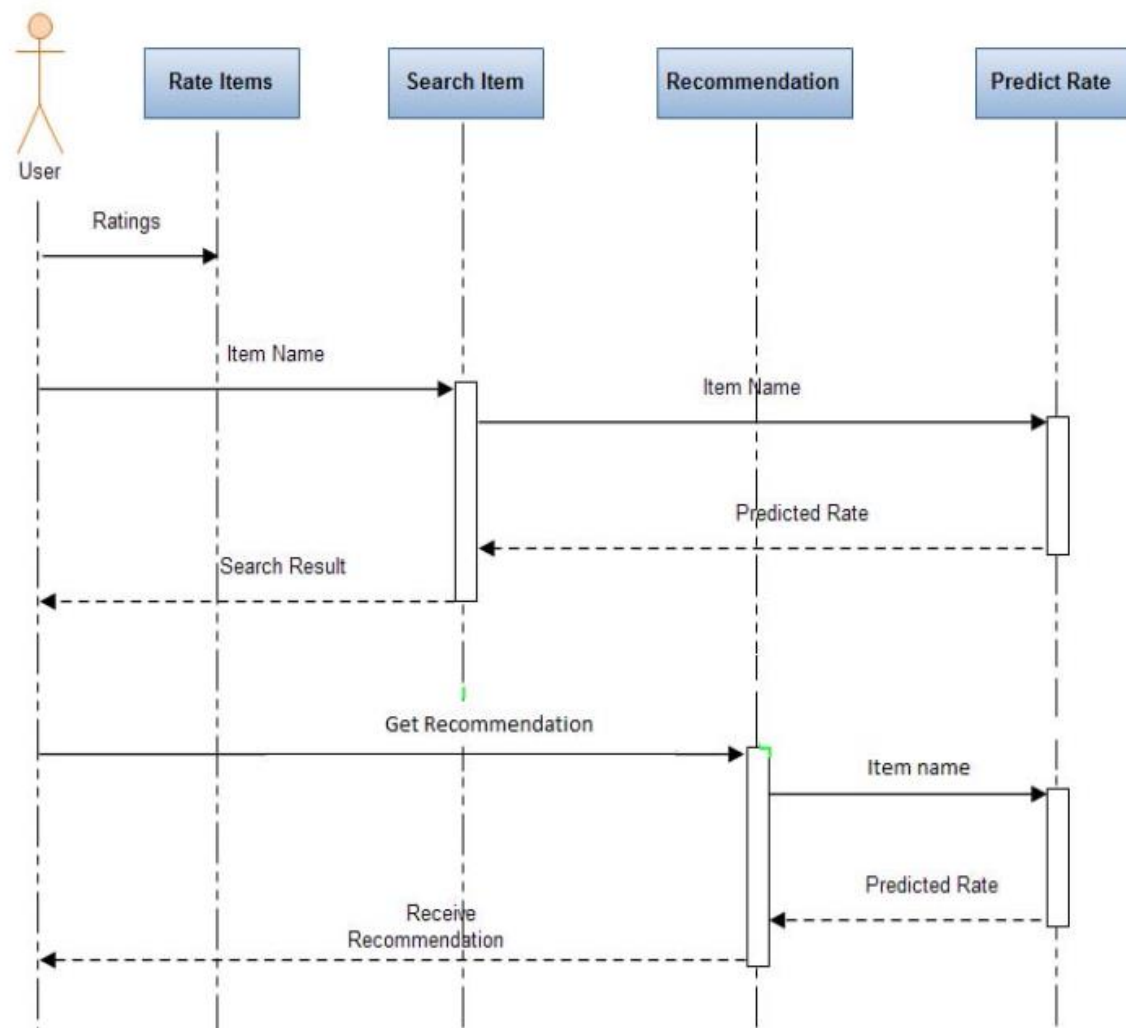 Rate Items
Search Item
Recommendation
Predict Rate
User
Ratings
Item Name
Item Name
Predicted Rate
Search Result
Get Recommendation
Item name
Predicted Rate
Receive
Recommendation